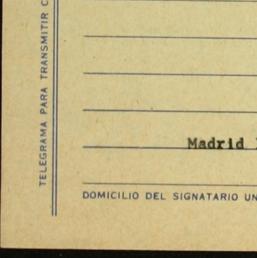 TELEGRAMA PARA TRANSMITIR
Madrid
DOMICILIO DEL SIGNATARIO